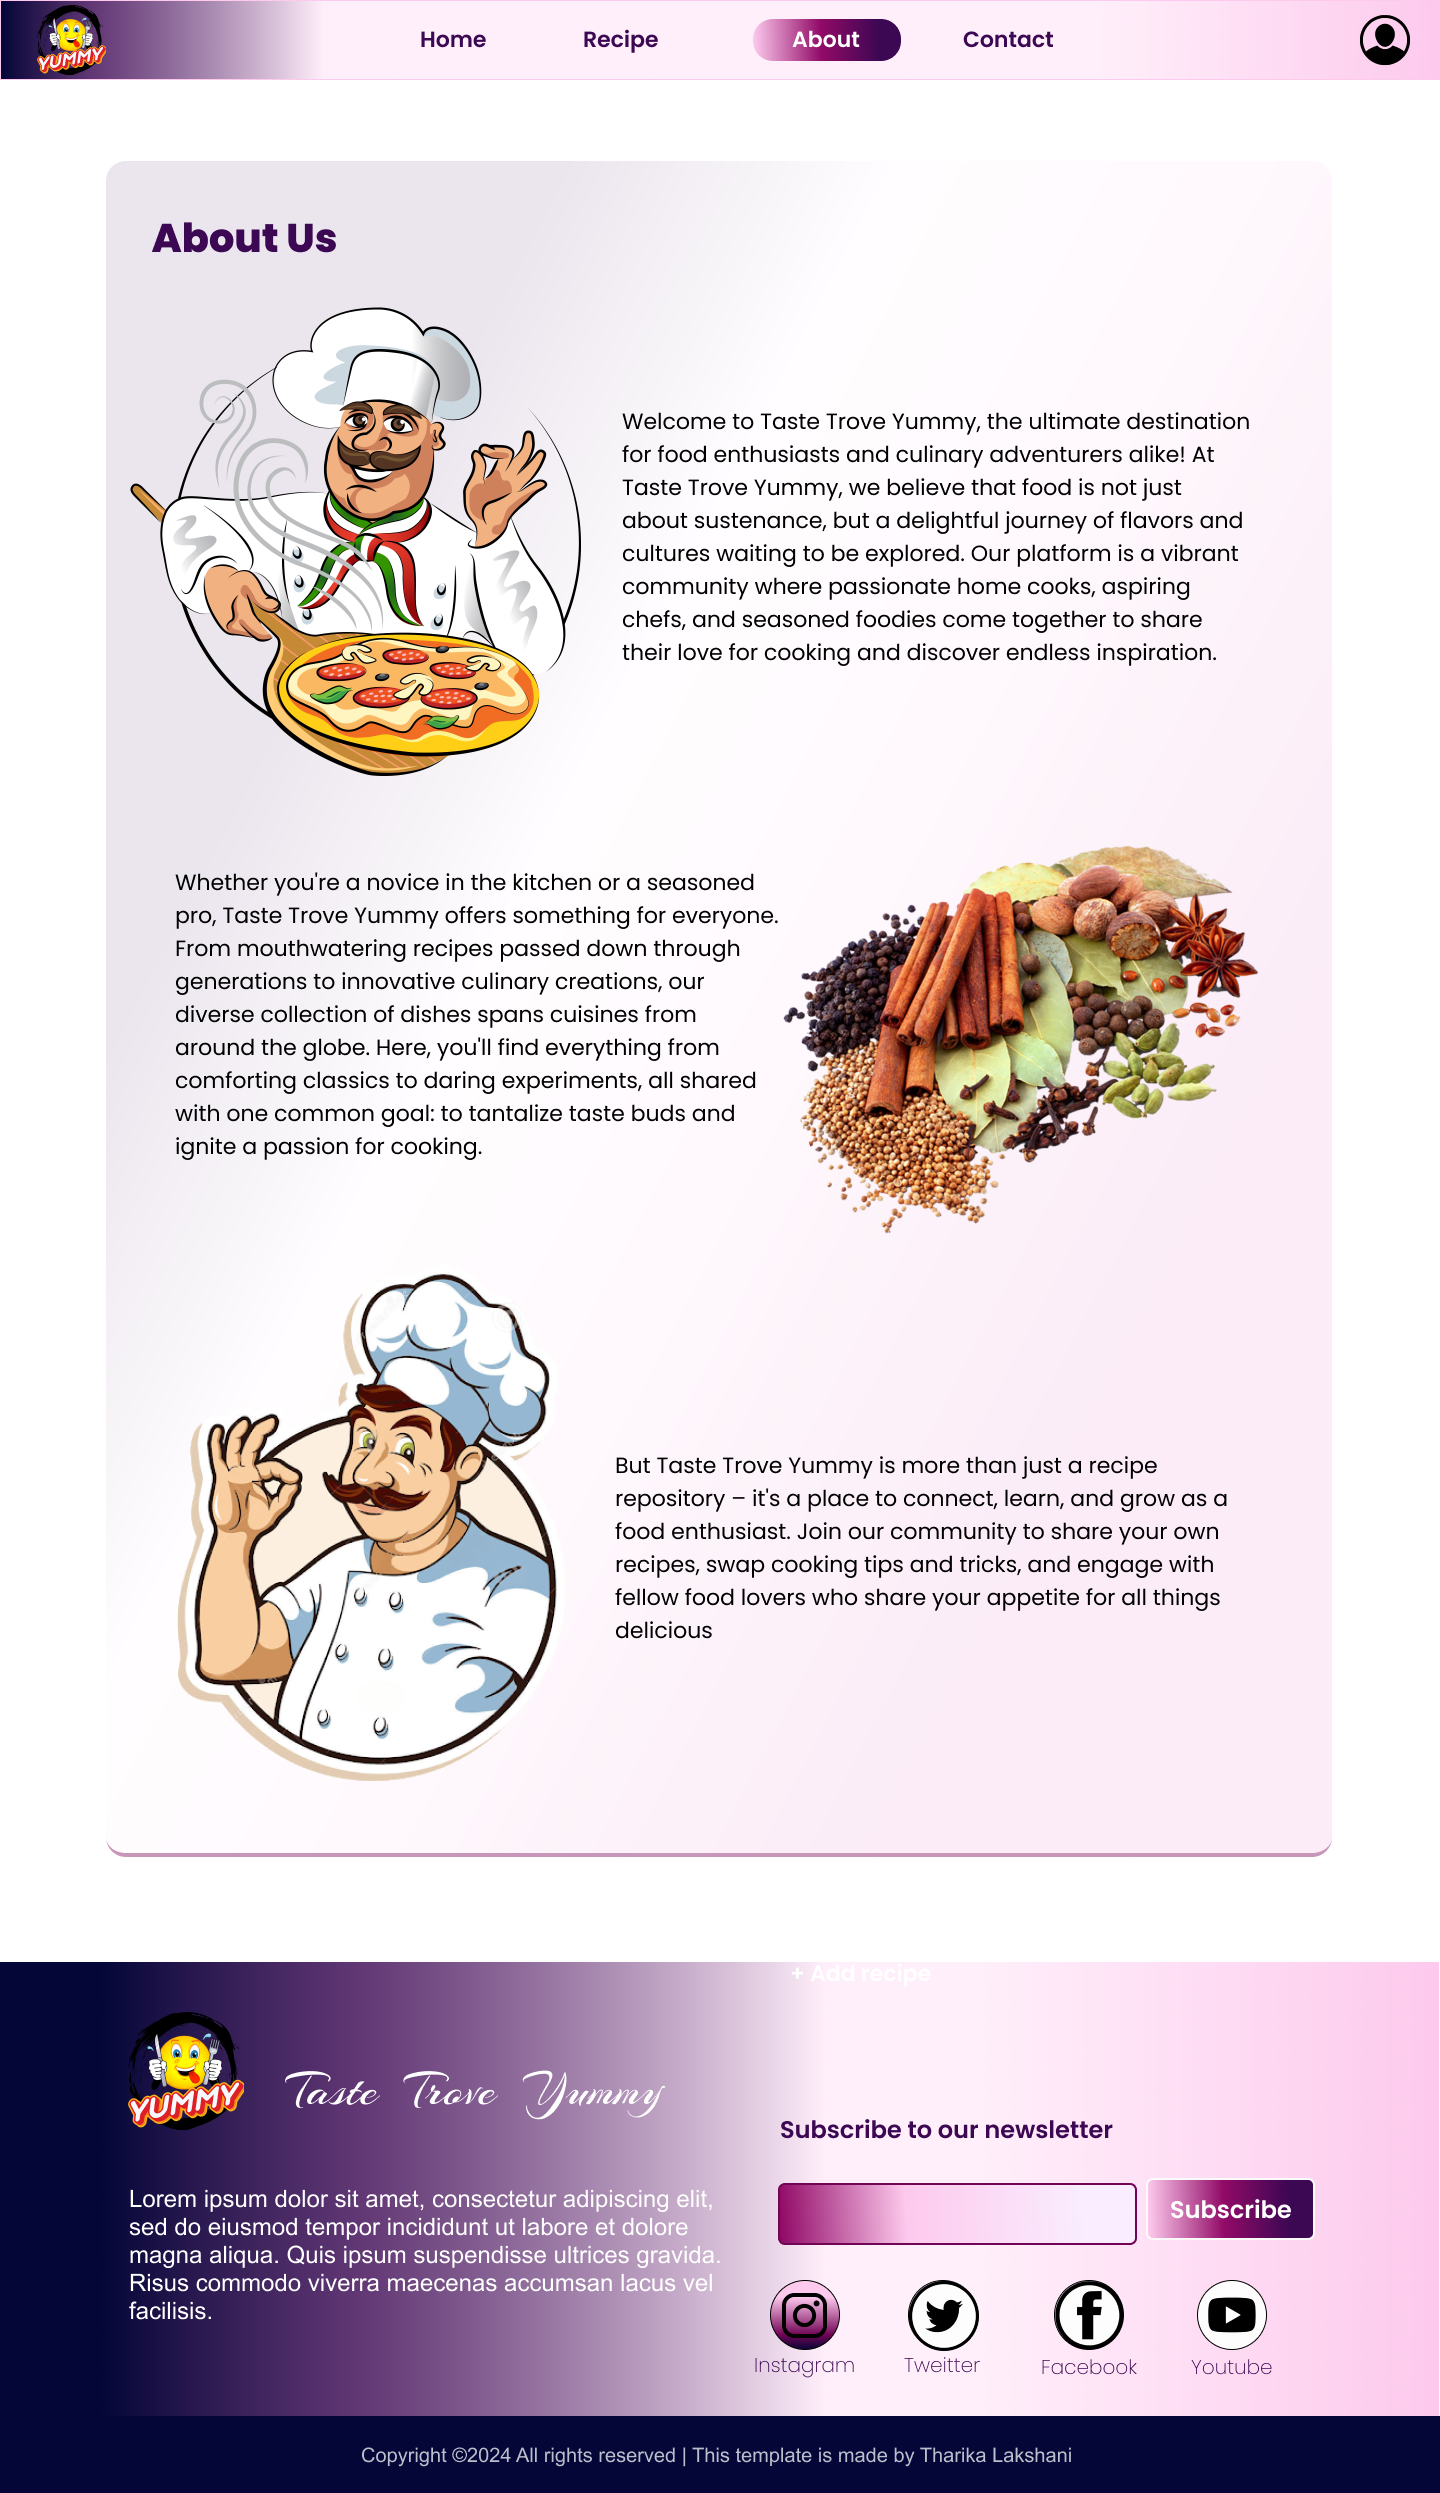 YUMMY
Home
Recipe
About
Contact
About Us
Welcome to Taste Trove Yummy, the ultimate destination
for food enthusiasts and culinary adventurers alike! At
Taste Trove Yummy, we believe that food is not just
about sustenance, but a delightful journey of flavors and
cultures waiting to be explored. Our platform is a vibrant
community where passionate home cooks, aspiring
chefs, and seasoned foodies come together to share
their love for cooking and discover endless inspiration.
Whether you're a novice in the kitchen or a seasoned
pro, Taste Trove Yummy offers something for everyone.
From mouthwatering recipes passed down through
generations to innovative culinary creations, our
diverse collection of dishes spans cuisines from
around the globe. Here, you'll find everything from
comforting classics to daring experiments, all shared
with one common goal: to tantalize taste buds and
ignite a passion for cooking.
But Taste Trove Yummy is more than just a recipe
repository – it's a place to connect, learn, and grow as a
food enthusiast. Join our community to share your own
recipes, swap cooking tips and tricks, and engage with
fellow food lovers who share your appetite for all things
delicious
+ Add recipe
YUMMY
Taste Trove Yummy
Lorem ipsum dolor sit amet, consectetur adipiscing elit,
sed do eiusmod tempor incididunt ut labore et dolore
magna aliqua. Quis ipsum suspendisse ultrices gravida.
Risus commodo viverra maecenas accumsan lacus vel
facilisis.
Subscribe to our newsletter
Subscribe
Instagram
Tweitter
Facebook
Youtube
Copyright ©2024 All rights reserved | This template is made by Tharika Lakshani